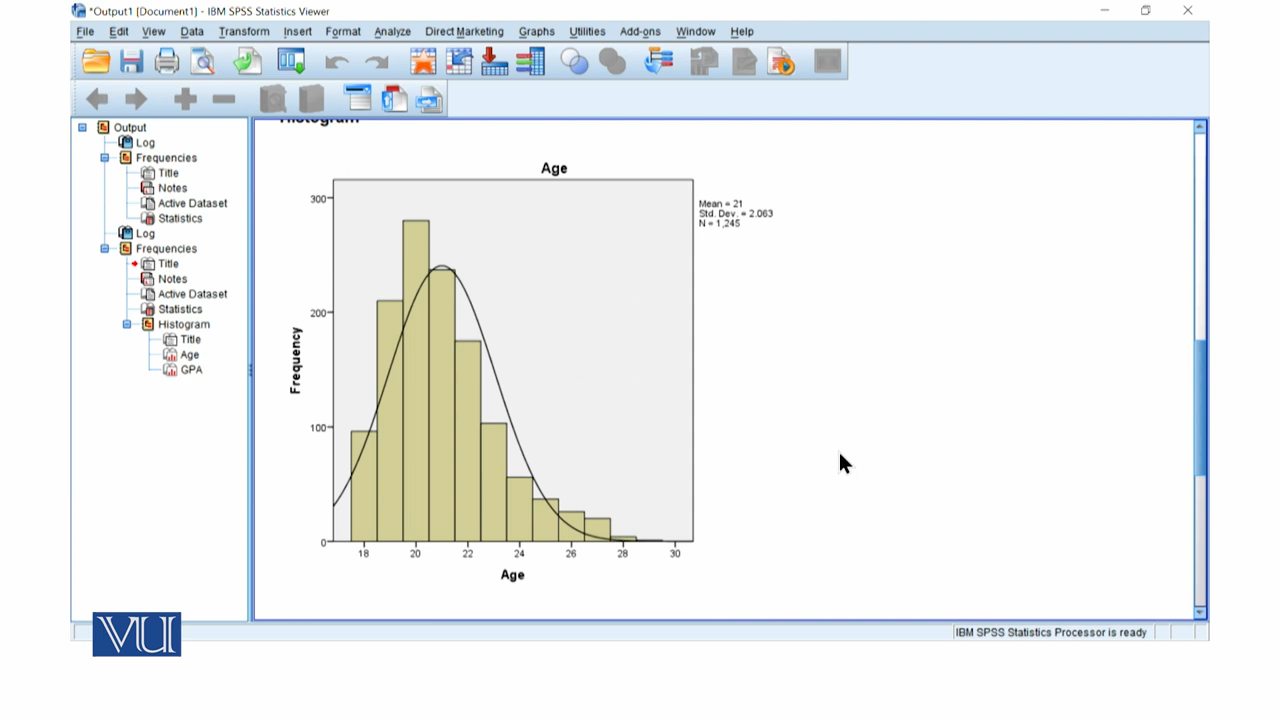 *Output1 [Document1] - IBM SPSS Statistics Viewer
File Edit View Data Transform Insert Format Analyze Direct Marketing Graphs Utilities Add-ons Window Help
Output
Log
Frequencies
Title
Notes
Active Dataset
Statistics
Log
Frequencies
Title
Notes
Active Dataset
Statistics
Histogram
Title
Age
GPA
Histogram
Age
Mean = 21
Std. Dev. = 2.063
N = 1,245
Frequency
300
200
100
0
18 20 22 24 26 28 30
Age
IBM SPSS Statistics Processor is ready
VU